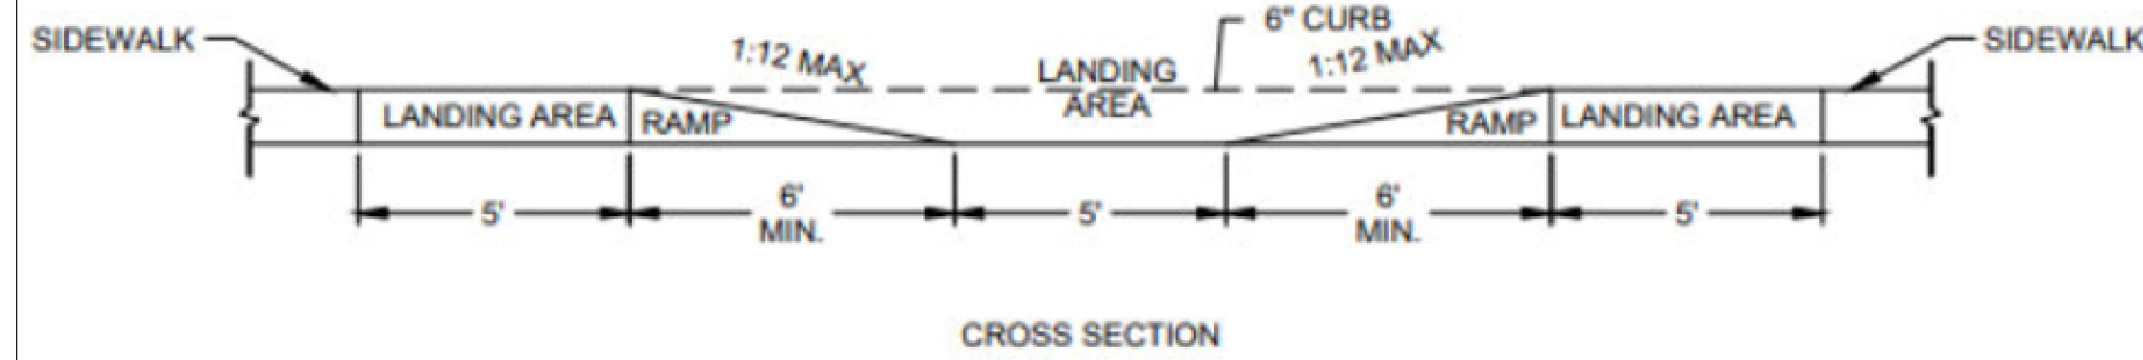 6" CURB
SIDEWALK
1:12 MAX
LANDING
AREA
1:12 MAX
SIDEWALK
LANDING AREA
RAMP
RAMP
LANDING AREA
5'
6'
MIN.
5'
6'
MIN.
5'
CROSS SECTION